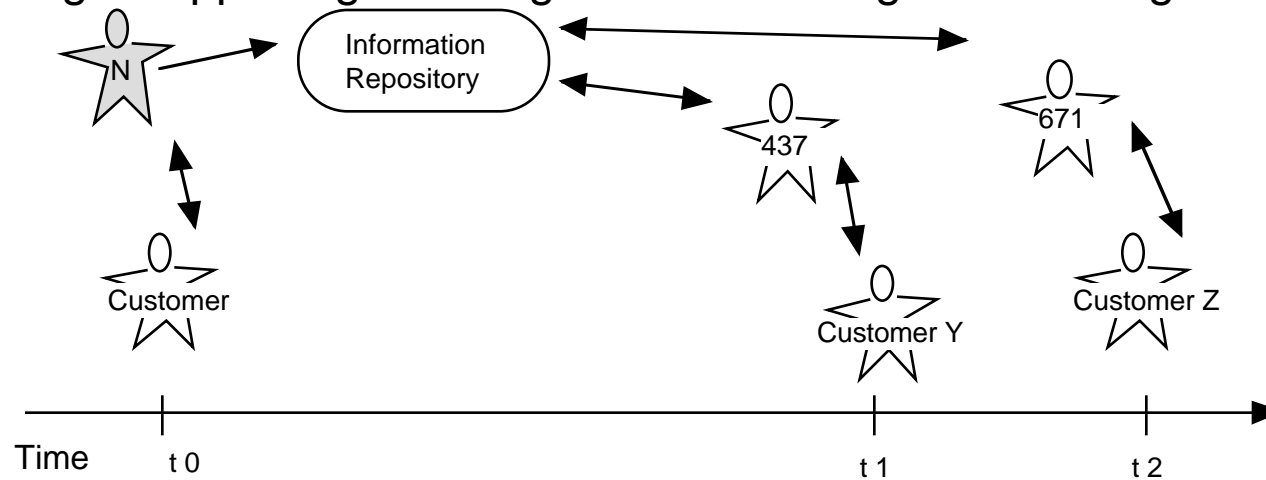 N
Information
Repository
437
671
Customer
Customer Y
Customer Z
Time
t 0
t 1
t 2